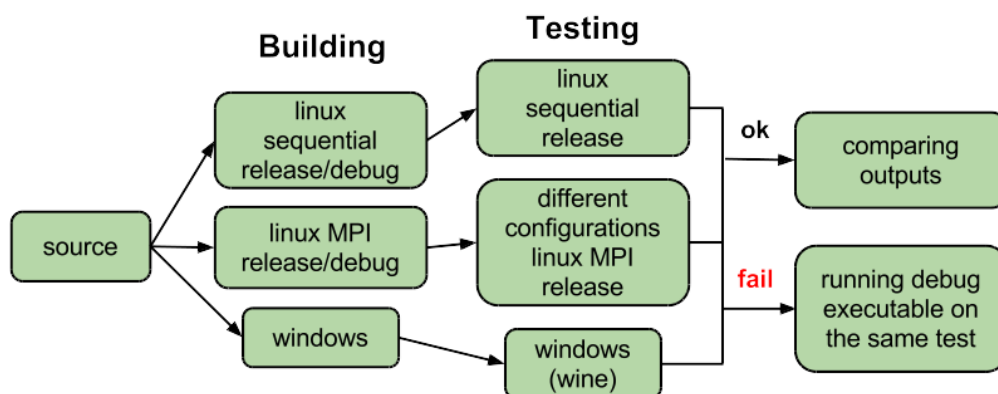 Building
Testing
source
linux
sequential
release/debug
linux MPI
release/debug
windows
linux
sequential
release
different
configurations
linux MPI
release
windows
(wine)
ok
fail
comparing
outputs
running debug
executable on
the same test